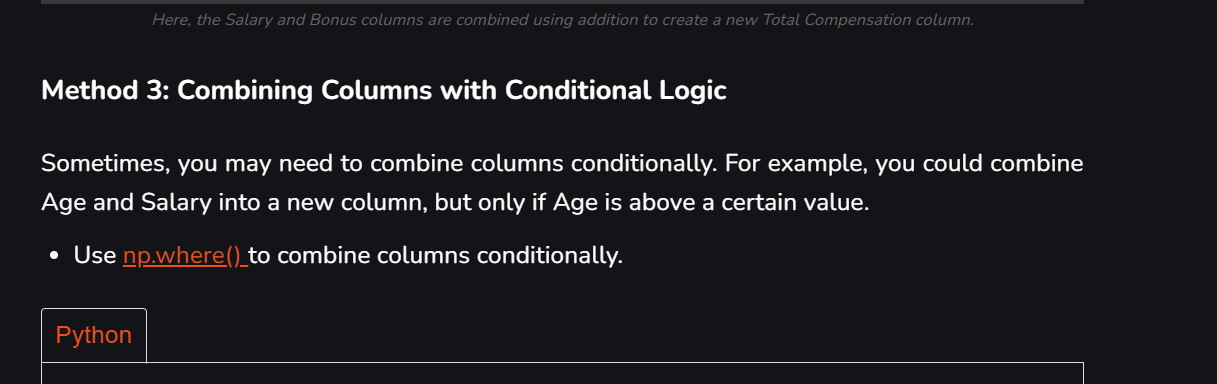 Here, the Salary and Bonus columns are combined using addition to create a new Total Compensation column.
Method 3: Combining Columns with Conditional Logic
Sometimes, you may need to combine columns conditionally. For example, you could combine
Age and Salary into a new column, but only if Age is above a certain value.
• Use np.where() to combine columns conditionally.
Python